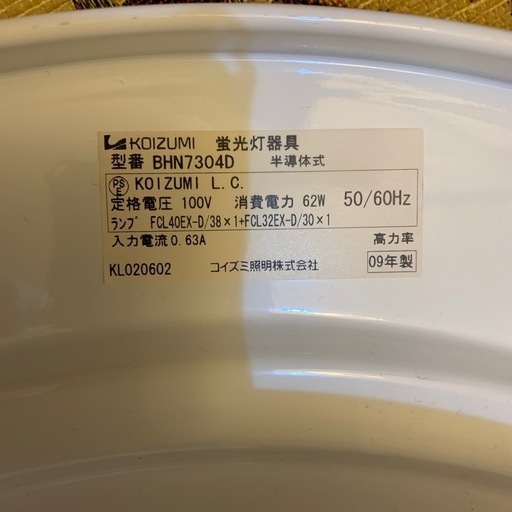 KOIZUMI 蛍光灯器具
型番 BHN7304D 半導体式
PSE KOIZUMI L.C.
定格電圧 100V 消費電力 62W 50/60Hz
ランプ FCL40EX-D/38×1+FCL32EX-D/30×1
入力電流0.63A 高力率
KL020602 コイズミ照明株式会社 09年製